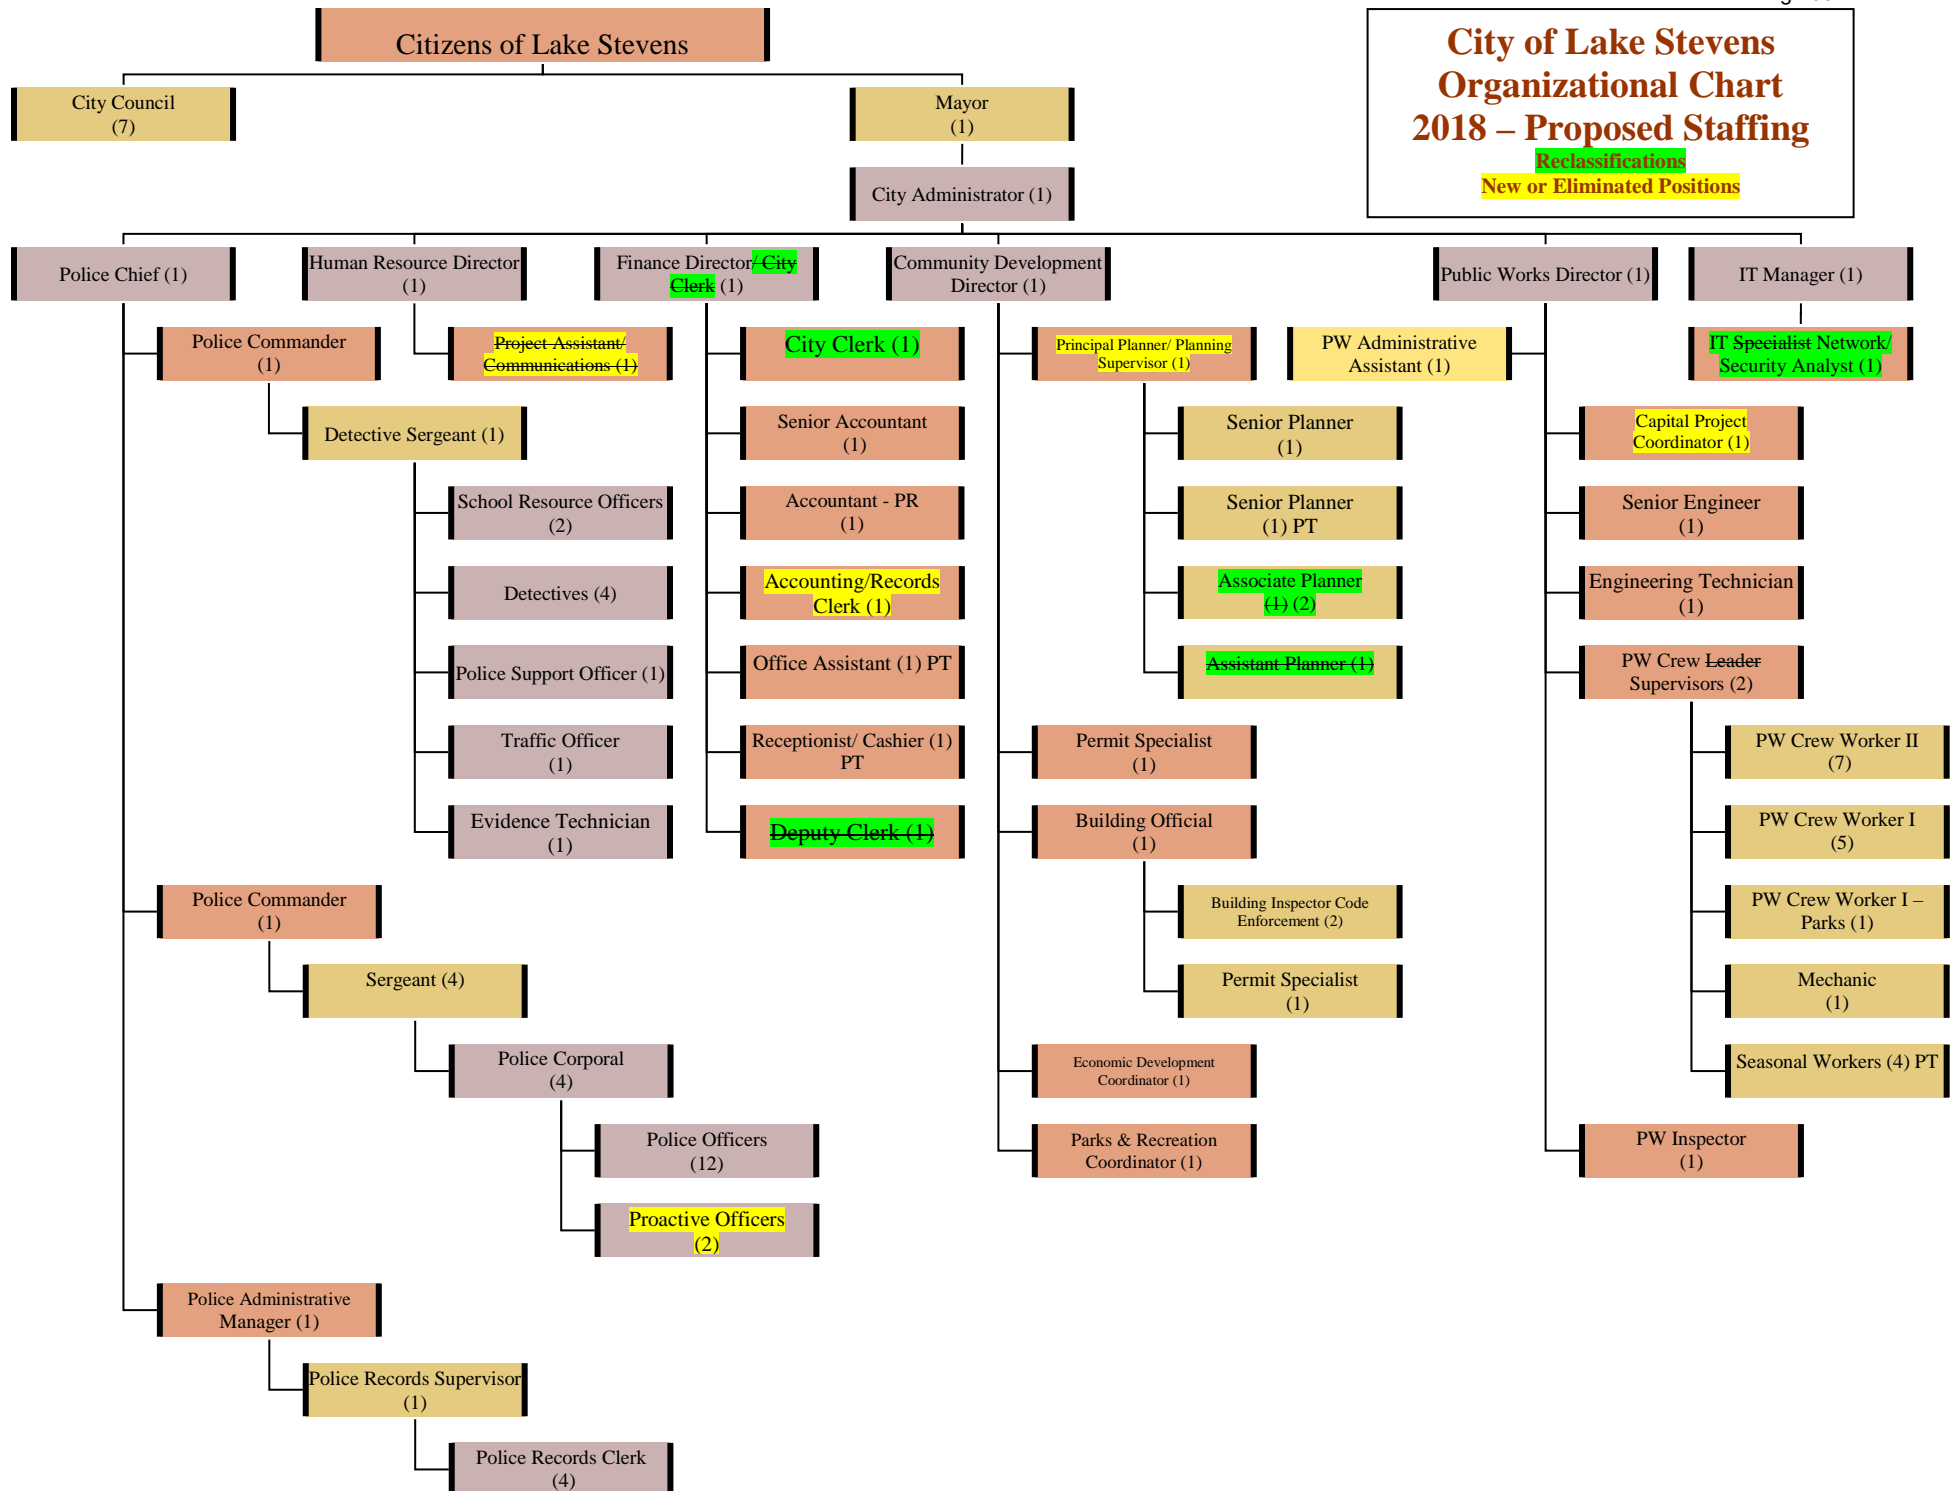 Citizens of Lake Stevens
City of Lake Stevens
Organizational Chart
2018 – Proposed Staffing
Reclassifications
New or Eliminated Positions
City Council
(7)
Mayor
(1)
City Administrator (1)
Police Chief (1)
Human Resource Director
(1)
Finance Director/ City
Clerk (1)
Community Development
Director (1)
Public Works Director (1)
IT Manager (1)
Police Commander
(1)
Project Assistant/
Communications (1)
City Clerk (1)
Principal Planner/ Planning
Supervisor (1)
PW Administrative
Assistant (1)
IT Specialist Network/
Security Analyst (1)
Detective Sergeant (1)
Senior Accountant
(1)
Senior Planner
(1)
Capital Project
Coordinator (1)
School Resource Officers
(2)
Accountant - PR
(1)
Senior Planner
(1) PT
Senior Engineer
(1)
Detectives (4)
Accounting/Records
Clerk (1)
Associate Planner
(1) (2)
Engineering Technician
(1)
Police Support Officer (1)
Office Assistant (1) PT
Assistant Planner (1)
PW Crew Leader
Supervisors (2)
Traffic Officer
(1)
Receptionist/ Cashier (1)
PT
Permit Specialist
(1)
PW Crew Worker II
(7)
Evidence Technician
(1)
Deputy Clerk (1)
Building Official
(1)
PW Crew Worker I
(5)
Police Commander
(1)
Building Inspector Code
Enforcement (2)
PW Crew Worker I –
Parks (1)
Sergeant (4)
Permit Specialist
(1)
Mechanic
(1)
Police Corporal
(4)
Economic Development
Coordinator (1)
Seasonal Workers (4) PT
Police Officers
(12)
Parks & Recreation
Coordinator (1)
PW Inspector
(1)
Proactive Officers
(2)
Police Administrative
Manager (1)
Police Records Supervisor
(1)
Police Records Clerk
(4)